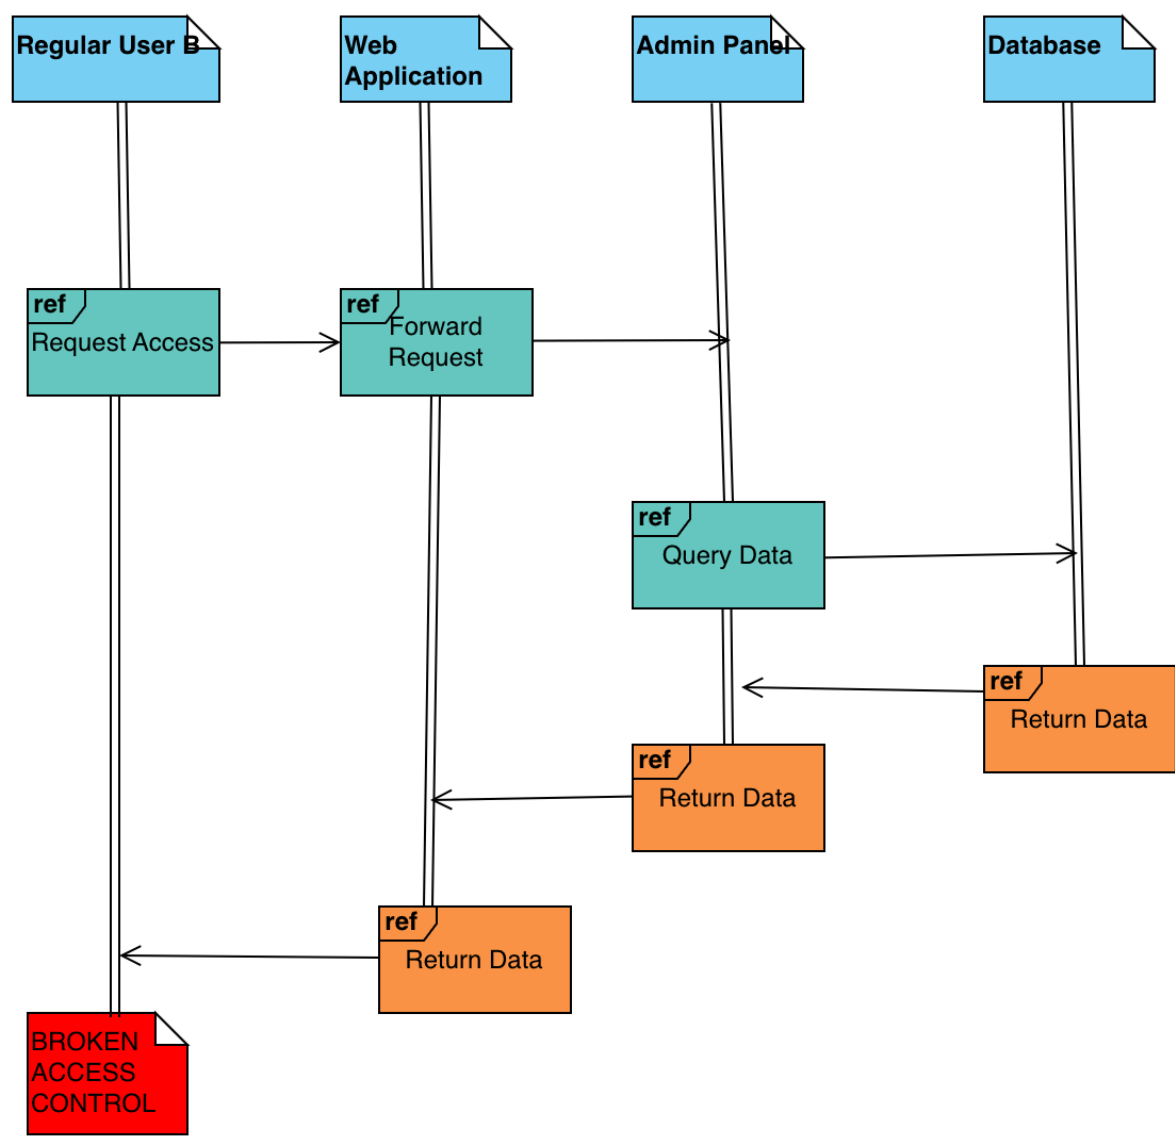 Regular User B
Web
Application
Admin Panel
Database
ref
Request Access
ref
Forward
Request
ref
Query Data
ref
Return Data
ref
Return Data
ref
Return Data
BROKEN
ACCESS
CONTROL